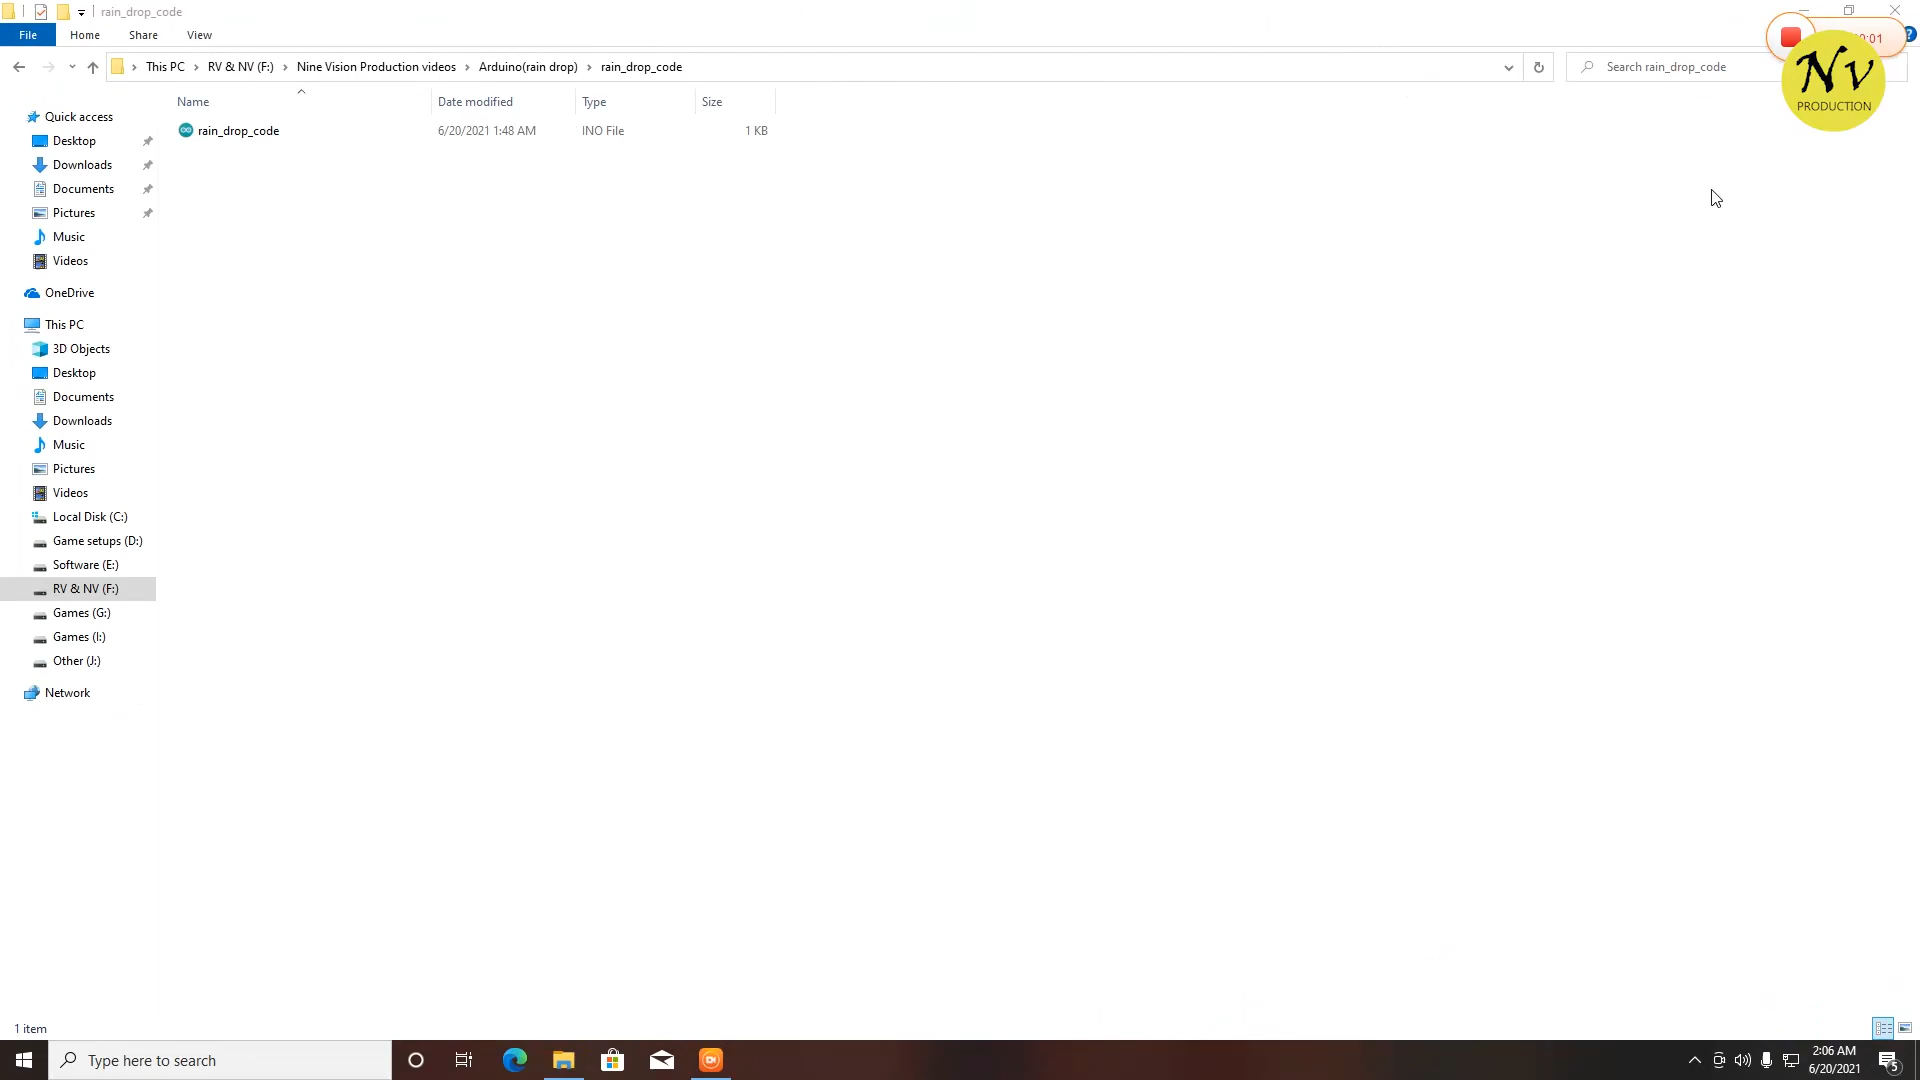 rain_drop_code
File Home Share View
This PC RV & NV (F:) Nine Vision Production videos Arduino(rain drop) rain_drop_code
Search rain_drop_code
:01
Nv
PRODUCTION
Name Date modified Type Size
rain_drop_code 6/20/2021 1:48 AM INO File 1 KB
Quick access
Desktop
Downloads
Documents
Pictures
Music
Videos
OneDrive
This PC
3D Objects
Desktop
Documents
Downloads
Music
Pictures
Videos
Local Disk (C:)
Game setups (D:)
Software (E:)
RV & NV (F:)
Games (G:)
Games (I:)
Other (J:)
Network
1 item
Type here to search
2:06 AM
6/20/2021
5